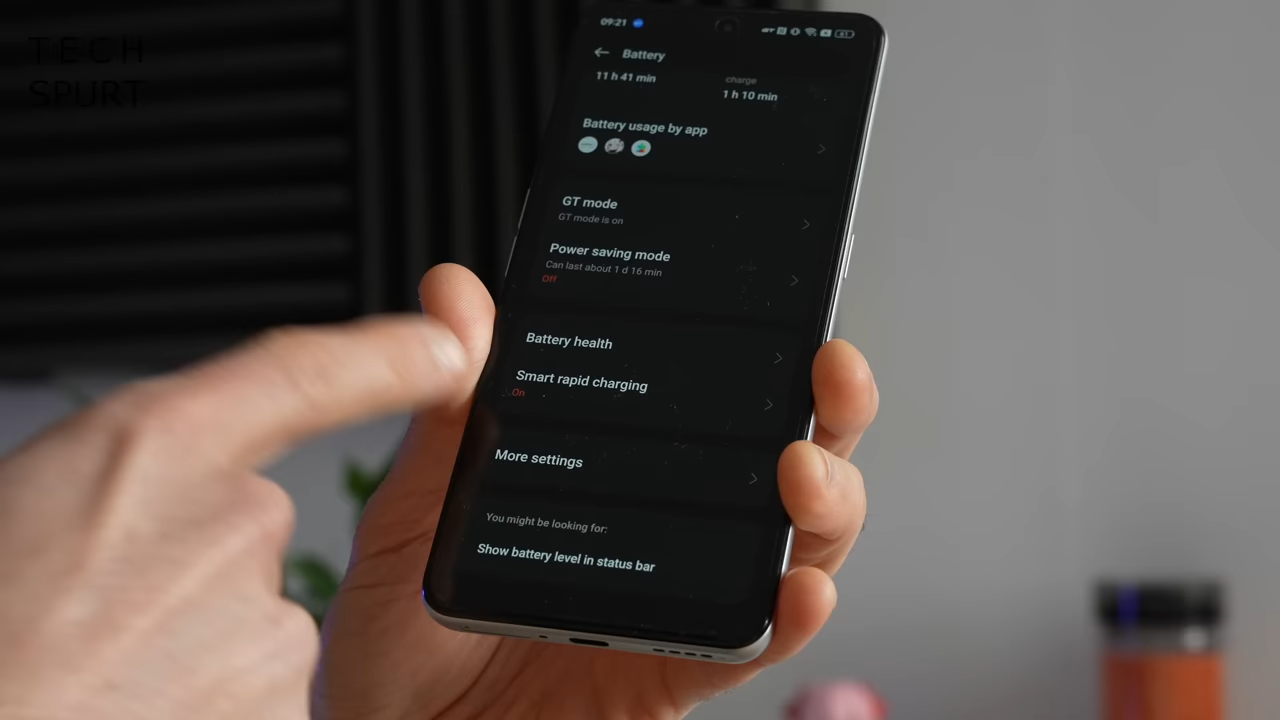 TECH
SPURT
09:21
61
Battery
11 h 41 min
charge
1 h 10 min
Battery usage by app
GT mode
GT mode is on
Power saving mode
Can last about 1 d 16 min
Off
Battery health
Smart rapid charging
On
More settings
You might be looking for:
Show battery level in status bar